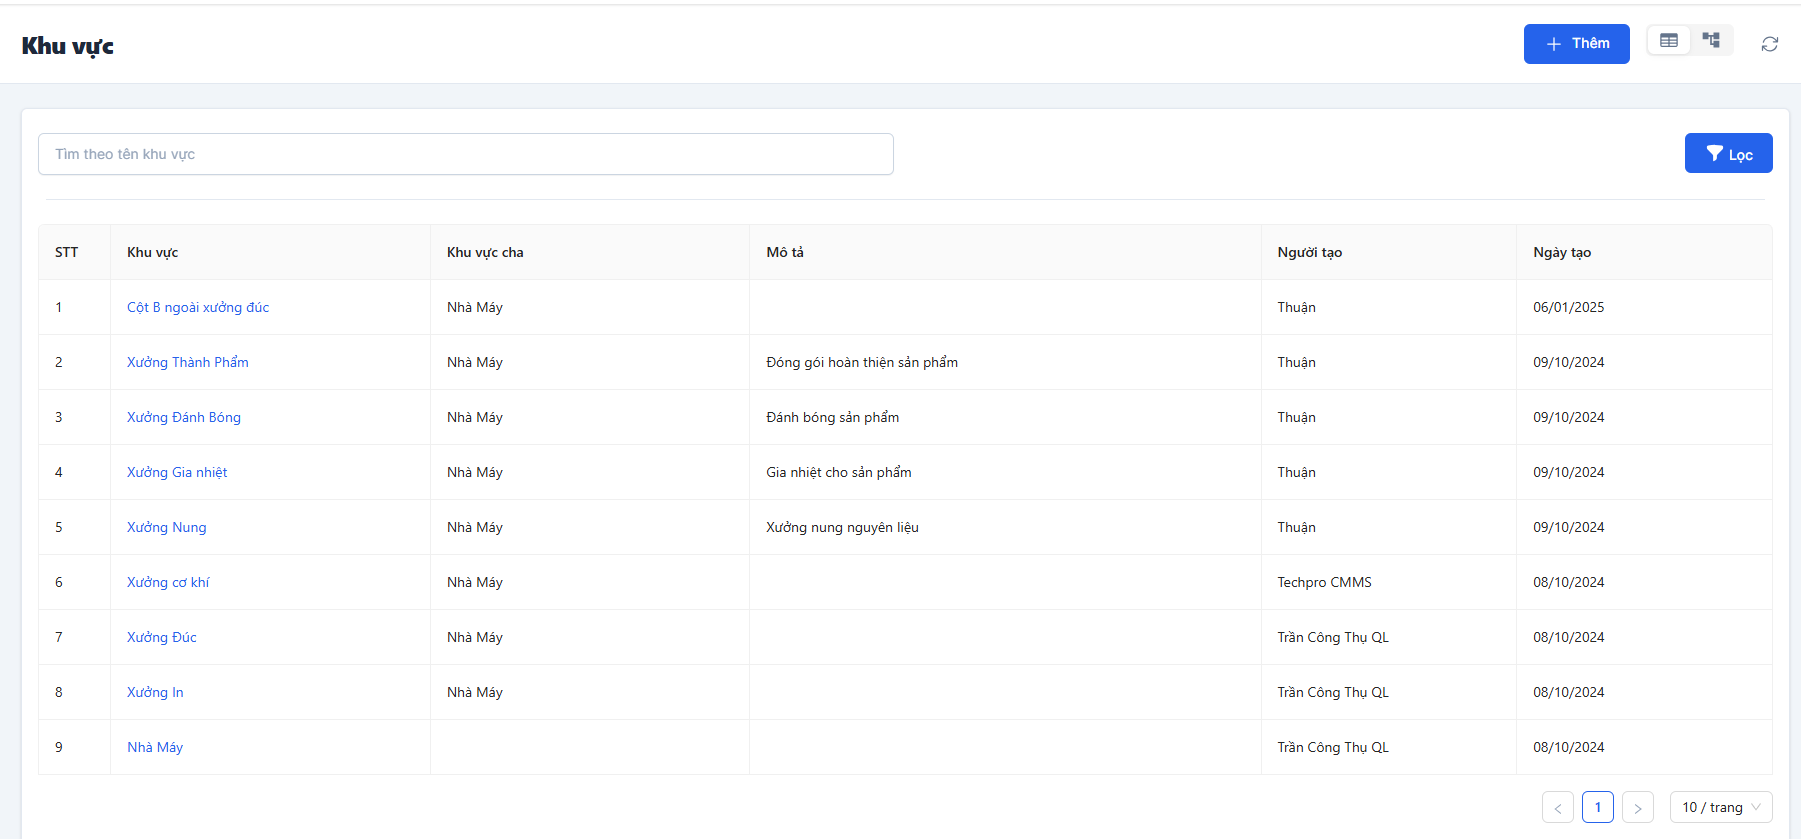 Khu vực
Thêm
Tìm theo tên khu vực
Lọc
STT Khu vực Khu vực cha Mô tả Người tạo Ngày tạo
1 Cột B ngoài xưởng đúc Nhà Máy Thuận 06/01/2025
2 Xưởng Thành Phẩm Nhà Máy Đóng gói hoàn thiện sản phẩm Thuận 09/10/2024
3 Xưởng Đánh Bóng Nhà Máy Đánh bóng sản phẩm Thuận 09/10/2024
4 Xưởng Gia nhiệt Nhà Máy Gia nhiệt cho sản phẩm Thuận 09/10/2024
5 Xưởng Nung Nhà Máy Xưởng nung nguyên liệu Thuận 09/10/2024
6 Xưởng cơ khí Nhà Máy Techpro CMMS 08/10/2024
7 Xưởng Đúc Nhà Máy Trần Công Thụ QL 08/10/2024
8 Xưởng In Nhà Máy Trần Công Thụ QL 08/10/2024
9 Nhà Máy Trần Công Thụ QL 08/10/2024
< 1 > 10 / trang